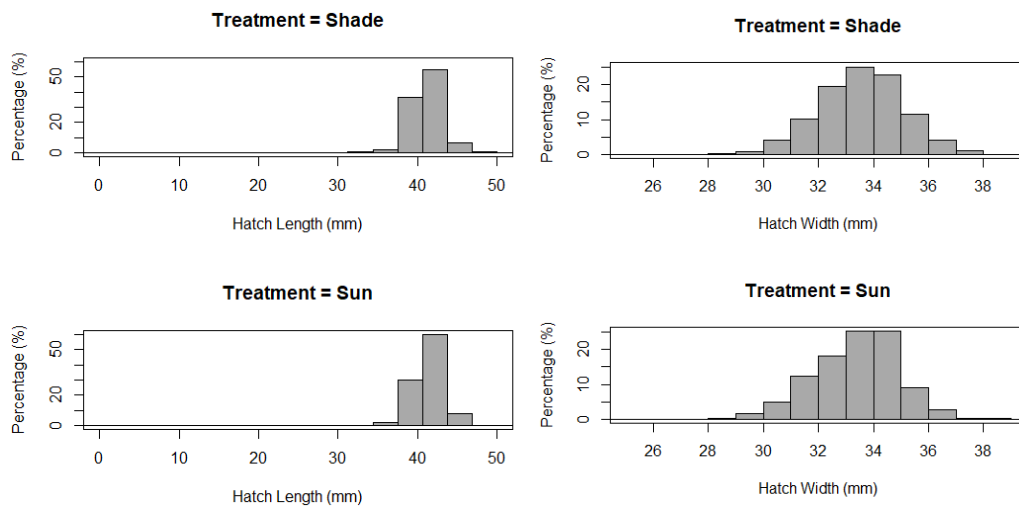 Treatment = Shade
Percentage (%)
50
20
0
0 10 20 30 40 50
Hatch Length (mm)
Treatment = Shade
Percentage (%)
20
10
0
26 28 30 32 34 36 38
Hatch Width (mm)
Treatment = Sun
Percentage (%)
50
20
0
0 10 20 30 40 50
Hatch Length (mm)
Treatment = Sun
Percentage (%)
20
10
0
26 28 30 32 34 36 38
Hatch Width (mm)